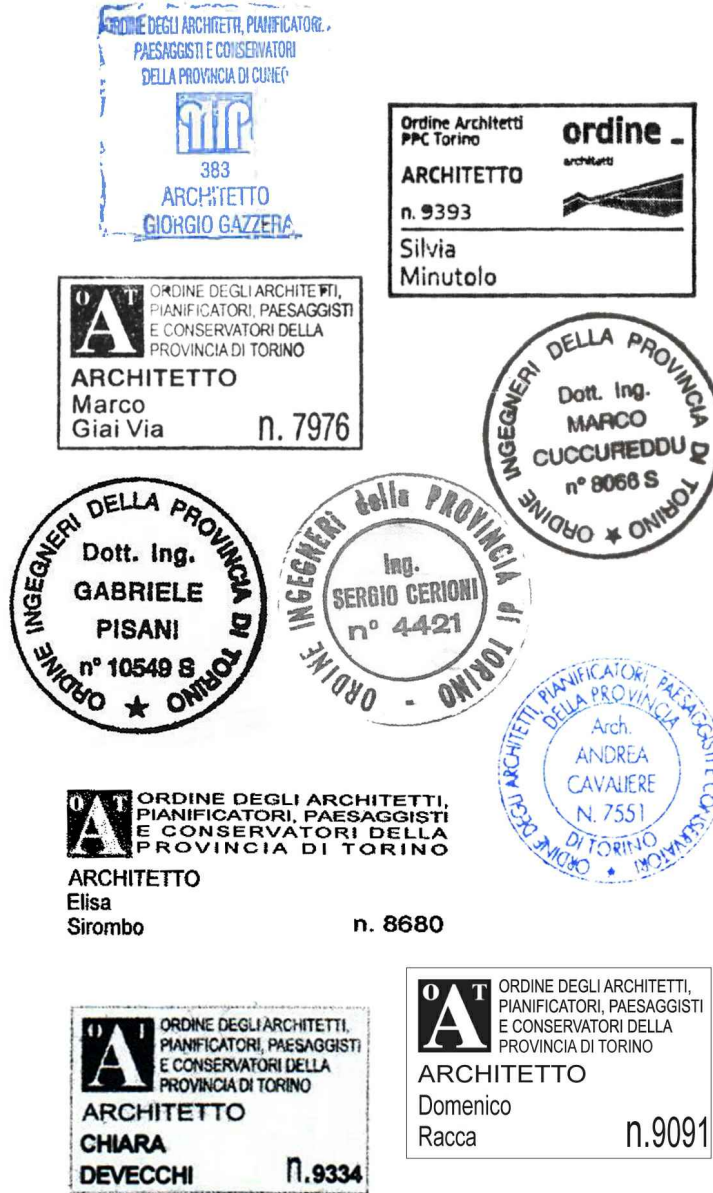 ORDINE DEGLI ARCHITETTI, PIANIFICATORI,
PAESAGGISTI E CONSERVATORI
DELLA PROVINCIA DI CUNEO
383
ARCHITETTO
GIORGIO GAZZERA
Ordine Architetti
PPC Torino
ordine
architetti
ARCHITETTO
n. 9393
Silvia
Minutolo
O A T
ORDINE DEGLI ARCHITETTI,
PIANIFICATORI, PAESAGGISTI
E CONSERVATORI DELLA
PROVINCIA DI TORINO
ARCHITETTO
Marco
Giai Via n. 7976
ORDINE INGEGNERI DELLA PROVINCIA DI TORINO
Dott. Ing.
MARCO
CUCCUREDDU
n° 8066 S
ORDINE INGEGNERI DELLA PROVINCIA DI TORINO
Dott. Ing.
GABRIELE
PISANI
n° 10549 S
ORDINE INGEGNERI della PROVINCIA di TORINO -
Ing.
SERGIO CERIONI
n° 4421
ORDINE DEGLI ARCHITETTI, PIANIFICATORI, PAESAGGISTI E CONSERVATORI
DELLA PROVINCIA
Arch.
ANDREA
CAVALIERE
N. 7551
DI TORINO
O A T
ORDINE DEGLI ARCHITETTI,
PIANIFICATORI, PAESAGGISTI
E CONSERVATORI DELLA
PROVINCIA DI TORINO
ARCHITETTO
Elisa
Sirombo n. 8680
O A T
ORDINE DEGLI ARCHITETTI,
PIANIFICATORI, PAESAGGISTI
E CONSERVATORI DELLA
PROVINCIA DI TORINO
ARCHITETTO
CHIARA
DEVECCHI n.9334
O A T
ORDINE DEGLI ARCHITETTI,
PIANIFICATORI, PAESAGGISTI
E CONSERVATORI DELLA
PROVINCIA DI TORINO
ARCHITETTO
Domenico
Racca n.9091